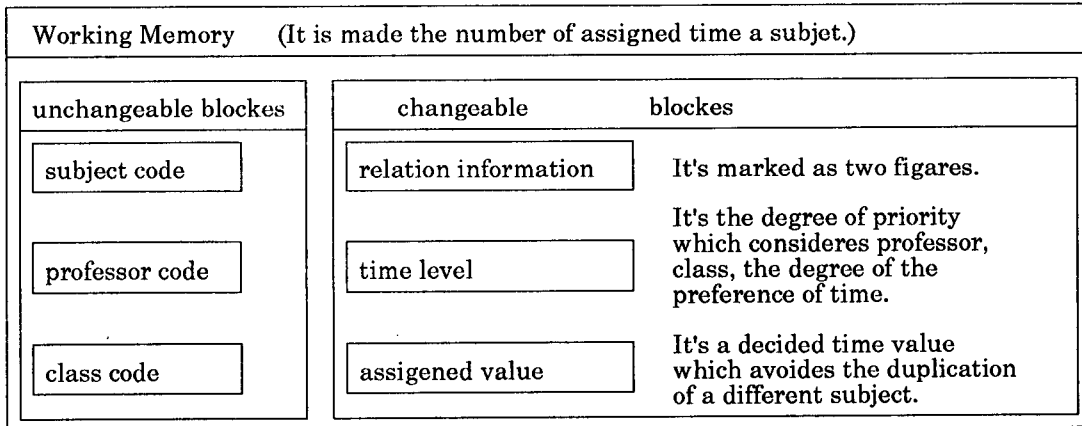 Working Memory (It is made the number of assigned time a subjet.)
unchangeable blockes
changeable blockes
subject code
relation information
It's marked as two figares.
professor code
time level
It's the degree of priority
which consideres professor,
class, the degree of the
preference of time.
class code
assigened value
It's a decided time value
which avoides the duplication
of a different subject.